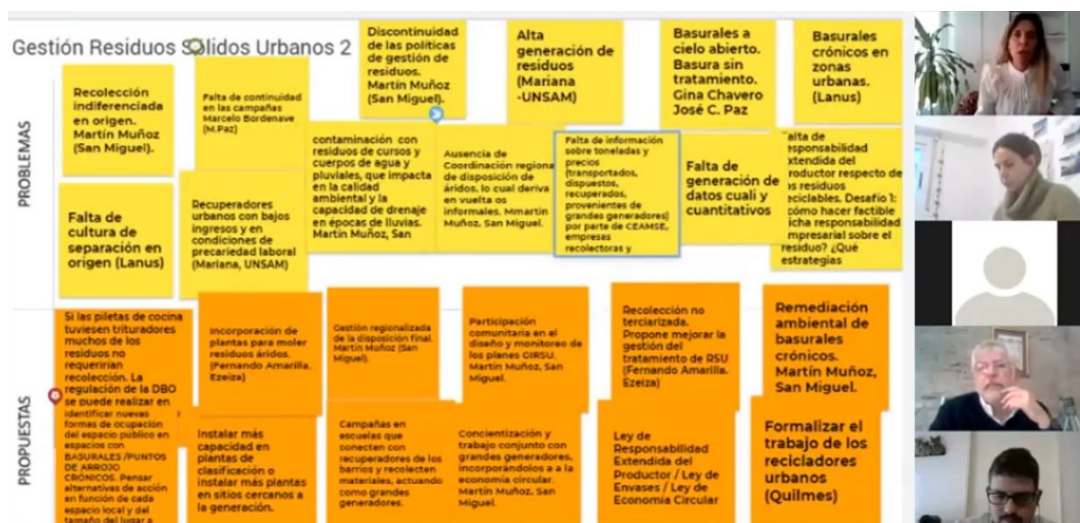 Gestión Residuos Sólidos Urbanos 2
PROBLEMAS
Recolección
indiferenciada
en origen.
Martín Muñoz
(San Miguel).
Falta de continuidad
en las campañas
Marcelo Bordenave
(M.Paz)
Discontinuidad
de las políticas
de gestión de
residuos.
Martín Muñoz
(San Miguel).
Alta
generación de
residuos
(Mariana
-UNSAM)
Basurales a
cielo abierto.
Basura sin
tratamiento.
Gina Chavero
José C. Paz
Basurales
crónicos en
zonas
urbanas.
(Lanus)
Falta de
cultura de
separación en
origen (Lanus)
Recuperadores
urbanos con bajos
ingresos y en
condiciones de
precariedad laboral
(Mariana, UNSAM)
contaminación con
residuos de cursos y
cuerpos de agua y
pluviales, que impacta
en la calidad
ambiental y la
capacidad de drenaje
en épocas de lluvias.
Martín Muñoz, San
Ausencia de
Coordinación regiona
de disposición de
áridos, lo cual deriva
en vuelta os
informales. Mmartin
Muñoz, San Miguel.
Falta de información
sobre toneladas y
precios
(transportados,
dispuestos,
recuperados,
provenientes de
grandes generadores)
por parte de CEAMSE,
empresas
recolectoras y
Falta de
generación de
datos cuali y
cuantitativos
alta de
esponsabilidad
xtendida del
roductor respecto de
os residuos
eciclables. Desafío 1:
cómo hacer factible
icha responsabilidad
mpresarial sobre el
residuo? ¿Qué
estrategias
PROPUESTAS
Si las piletas de cocina
tuviesen trituradores
muchos de los
residuos no
requerirían
recolección. La
regulación de la DBO
se puede realizar en
Incorporación de
plantas para moler
residuos áridos.
(Fernando Amarilla.
Ezeiza)
Gestión regionalizada
de la disposición final.
Martín Muñoz (San
Miguel).
Participación
comunitaria en el
diseño y monitoreo de
los planes GIRSU.
Martín Muñoz, San
Miguel.
Recolección no
terciarizada.
Propone mejorar la
gestión del
tratamiento de RSU
(Fernando Amarilla.
Ezeiza)
Remediación
ambiental de
basurales
crónicos.
Martín Muñoz,
San Miguel.
identificar nuevas
formas de ocupación
del espacio público en
espacios con
BASURALES /PUNTOS
DE ARROJO
CRÓNICOS. Pensar
alternativas de acción
en función de cada
espacio local y del
tamaño del lugar a
Instalar más
capacidad en
plantas de
clasificación o
instalar más plantas
en sitios cercanos a
la generación.
Campañas en
escuelas que
conecten con
recuperadores de los
barrios y recolecten
materiales, actuando
como grandes
generadores.
Concientización y
trabajo conjunto con
grandes generadores,
incorporándolos a a la
economía circular.
Martín Muñoz, San
Miguel.
Ley de
Responsabilidad
Extendida del
Productor / Ley de
Envases / Ley de
Economía Circular
Formalizar el
trabajo de los
recicladores
urbanos
(Quilmes)